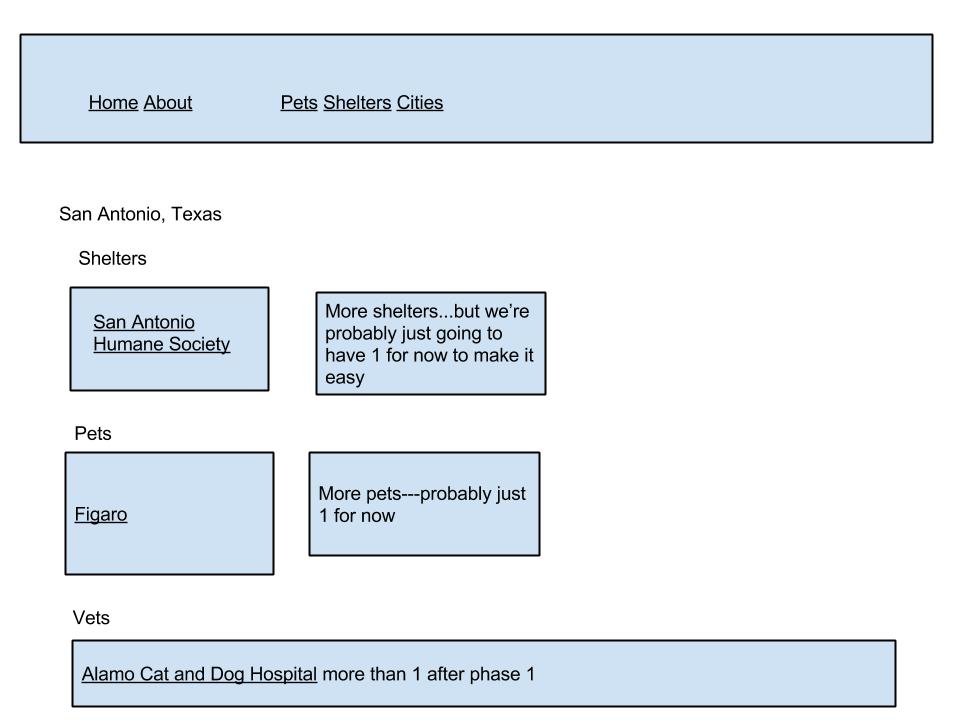 Home About Pets Shelters Cities
San Antonio, Texas
Shelters
San Antonio
Humane Society
More shelters...but we're
probably just going to
have 1 for now to make it
easy
Pets
Figaro
More pets---probably just
1 for now
Vets
Alamo Cat and Dog Hospital more than 1 after phase 1